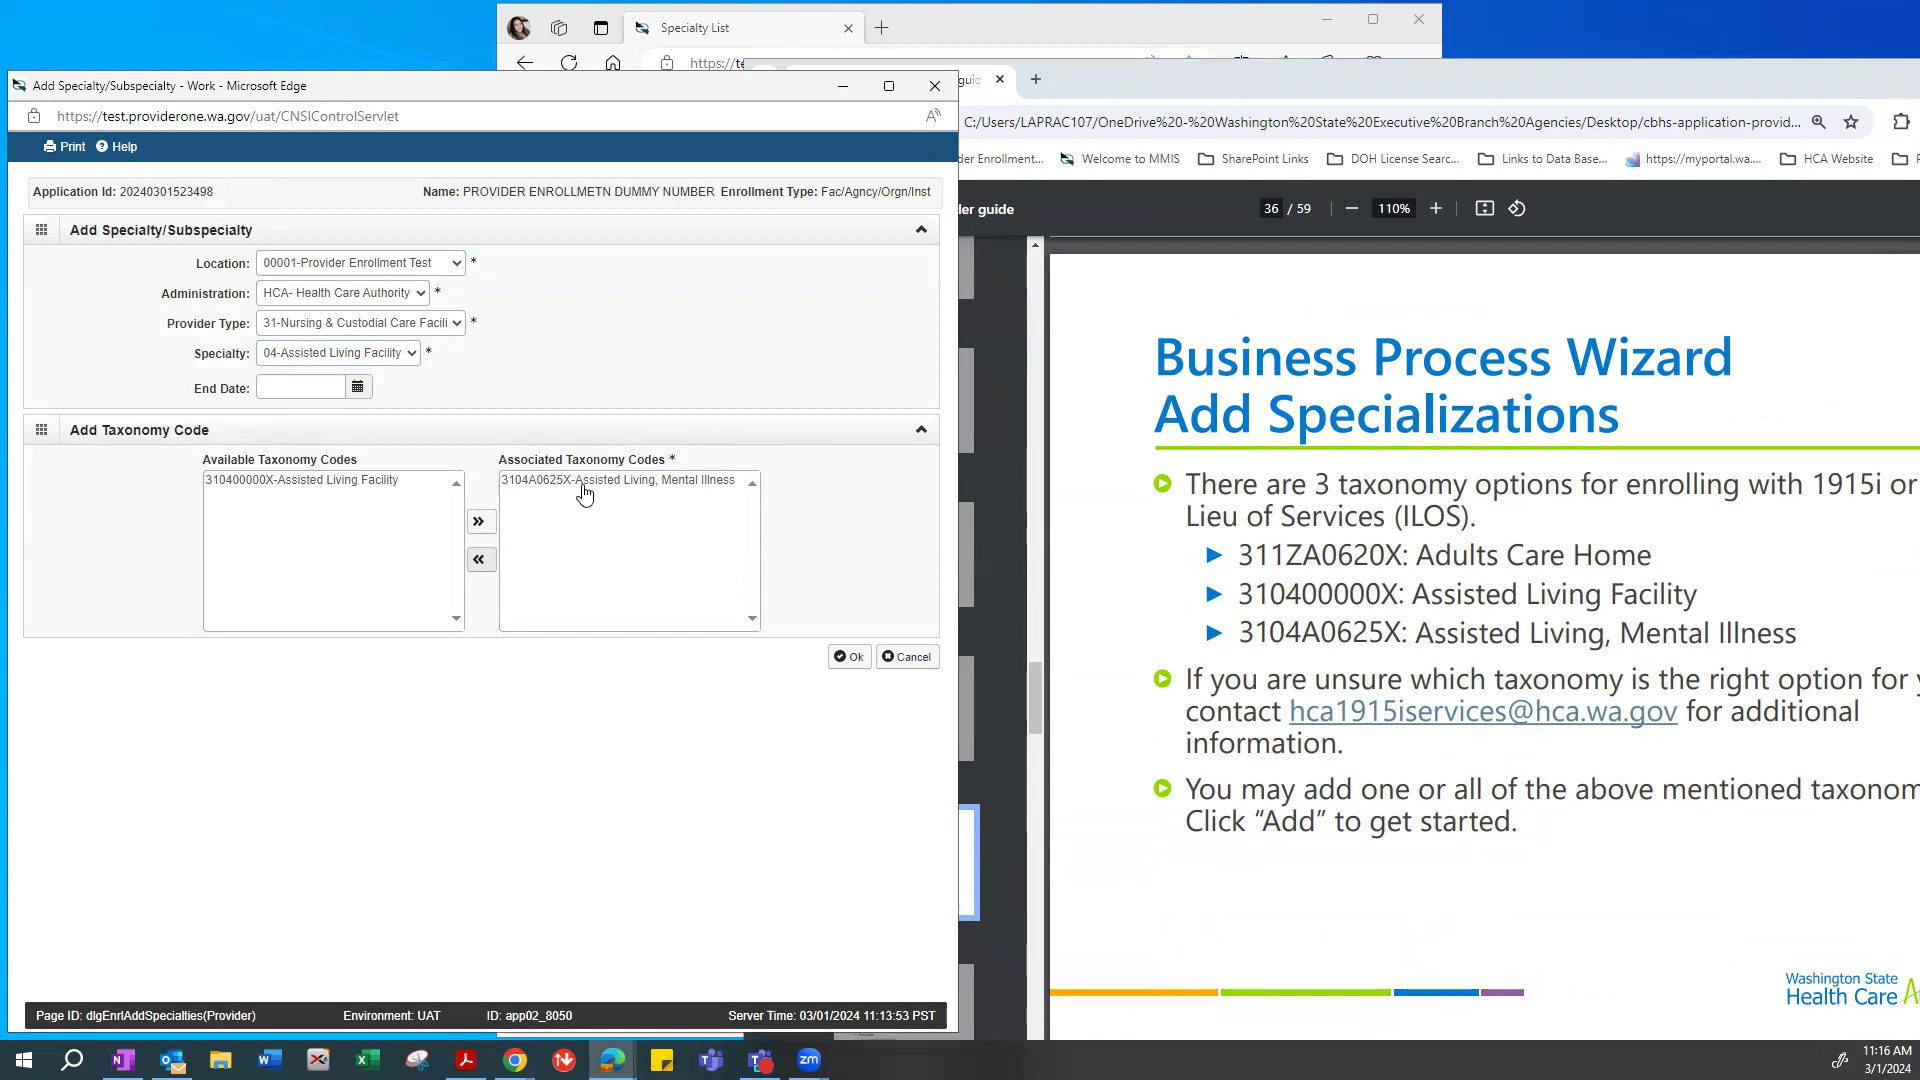 Specialty List
https://te
Add Specialty/Subspecialty - Work - Microsoft Edge
https://test.providerone.wa.gov/uat/CNSIControlServlet
Print
Help
Application Id: 20240301523498
Name: PROVIDER ENROLLMETN DUMMY NUMBER Enrollment Type: Fac/Agncy/Orgn/Inst
Add Specialty/Subspecialty
Location: 00001-Provider Enrollment Test *
Administration: HCA- Health Care Authority *
Provider Type: 31-Nursing & Custodial Care Facili *
Specialty: 04-Assisted Living Facility *
End Date:
Add Taxonomy Code
Available Taxonomy Codes
310400000X-Assisted Living Facility
Associated Taxonomy Codes *
3104A0625X-Assisted Living, Mental Illness
Ok
Cancel
Page ID: dlgEnrlAddSpecialties(Provider)
Environment: UAT
ID: app02_8050
Server Time: 03/01/2024 11:13:53 PST
guid
C:/Users/LAPRAC107/OneDrive%20-%20Washington%20State%20Executive%20Branch%20Agencies/Desktop/cbhs-application-provid...
der Enrollment...
Welcome to MMIS
SharePoint Links
DOH License Searc...
Links to Data Base...
https://myportal.wa....
HCA Website
der guide
36 / 59
110%
Business Process Wizard
Add Specializations
There are 3 taxonomy options for enrolling with 1915i or
Lieu of Services (ILOS).
311ZA0620X: Adults Care Home
310400000X: Assisted Living Facility
3104A0625X: Assisted Living, Mental Illness
If you are unsure which taxonomy is the right option for y
contact hca1915iservices@hca.wa.gov for additional
information.
You may add one or all of the above mentioned taxonom
Click “Add” to get started.
Washington State
Health Care A
11:16 AM
3/1/2024